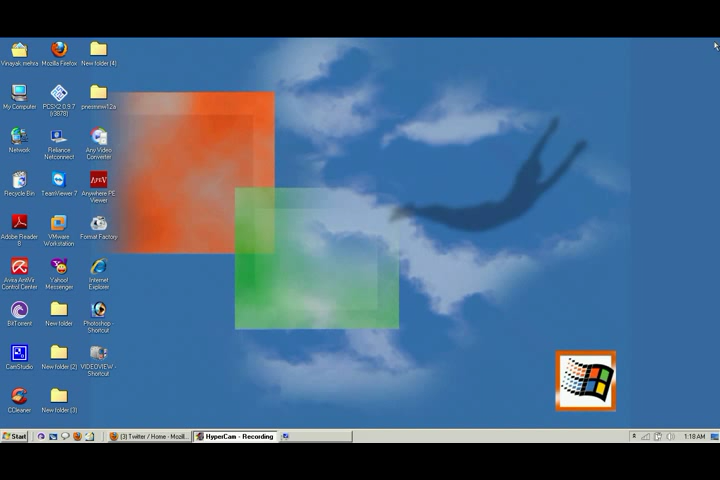 Vinayak mehra
Mozilla Firefox
New folder (4)
My Computer
PCSX2 0.9.7
(r3878)
pnesmnw12a
Network
Reliance
Netconnect
Any Video
Converter
Recycle Bin
TeamViewer 7
APEV
Anywhere PE
Viewer
Adobe Reader
8
VMware
Workstation
Format Factory
Avira AntiVir
Control Center
Yahoo!
Messenger
Internet
Explorer
BitTorrent
New folder
Photoshop -
Shortcut
CamStudio
New folder (2)
VIDEOVIEW -
Shortcut
CCleaner
New folder (3)
Start
(3) Twitter / Home - Mozil...
HyperCam - Recording
1:18 AM